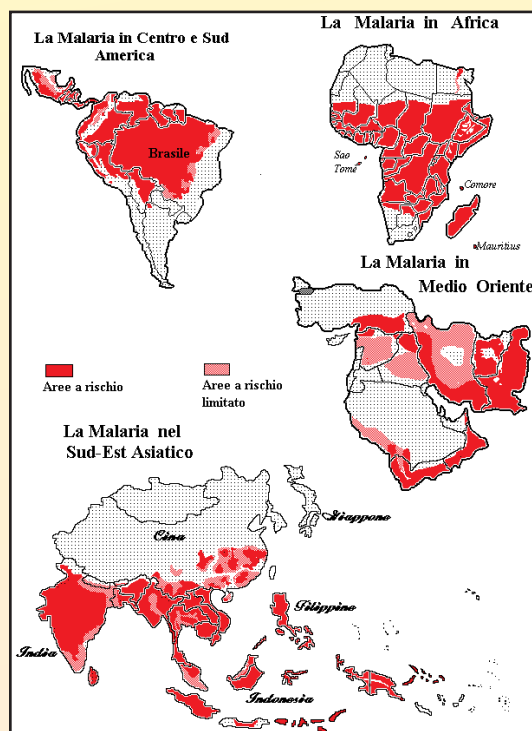 La Malaria in Centro e Sud
America
Brasile
La Malaria in Africa
Sao
Tomé
Comore
Mauritius
La Malaria in
Medio Oriente
Aree a rischio
Aree a rischio
limitato
La Malaria nel
Sud-Est Asiatico
Cina
Giappone
India
Filippine
Indonesia